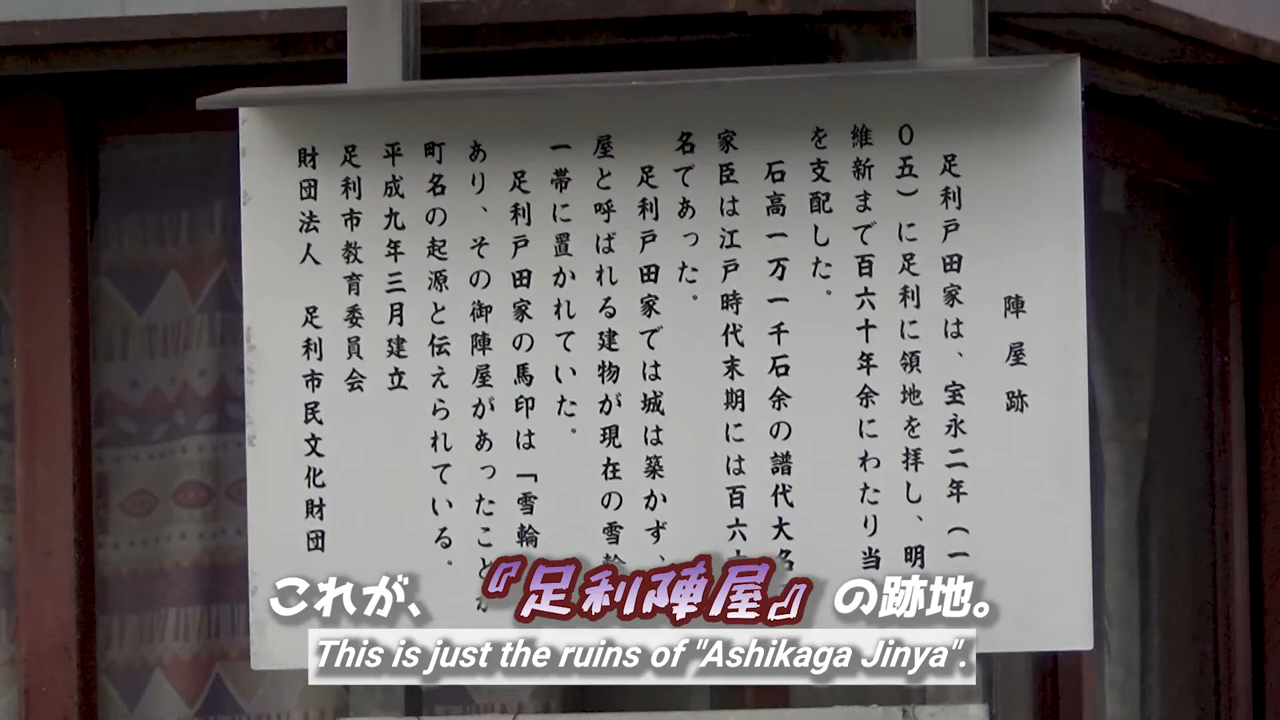 陣屋跡
足利戸田家は、宝永二年（一
〇五）に足利に領地を拝し、明
維新まで百六十年余にわたり当
を支配した。
石高一万一千石余の譜代大名
家臣は江戸時代末期には百六十
名であった。
足利戸田家では城は築かず、
屋と呼ばれる建物が現在の雪輪
一帯に置かれていた。
足利戸田家の馬印は「雪輪
あり、その御陣屋があったこと
町名の起源と伝えられている。
平成九年三月建立
足利市教育委員会
財団法人 足利市民文化財団
これが、『足利陣屋』の跡地。
This is just the ruins of "Ashikaga Jinya".